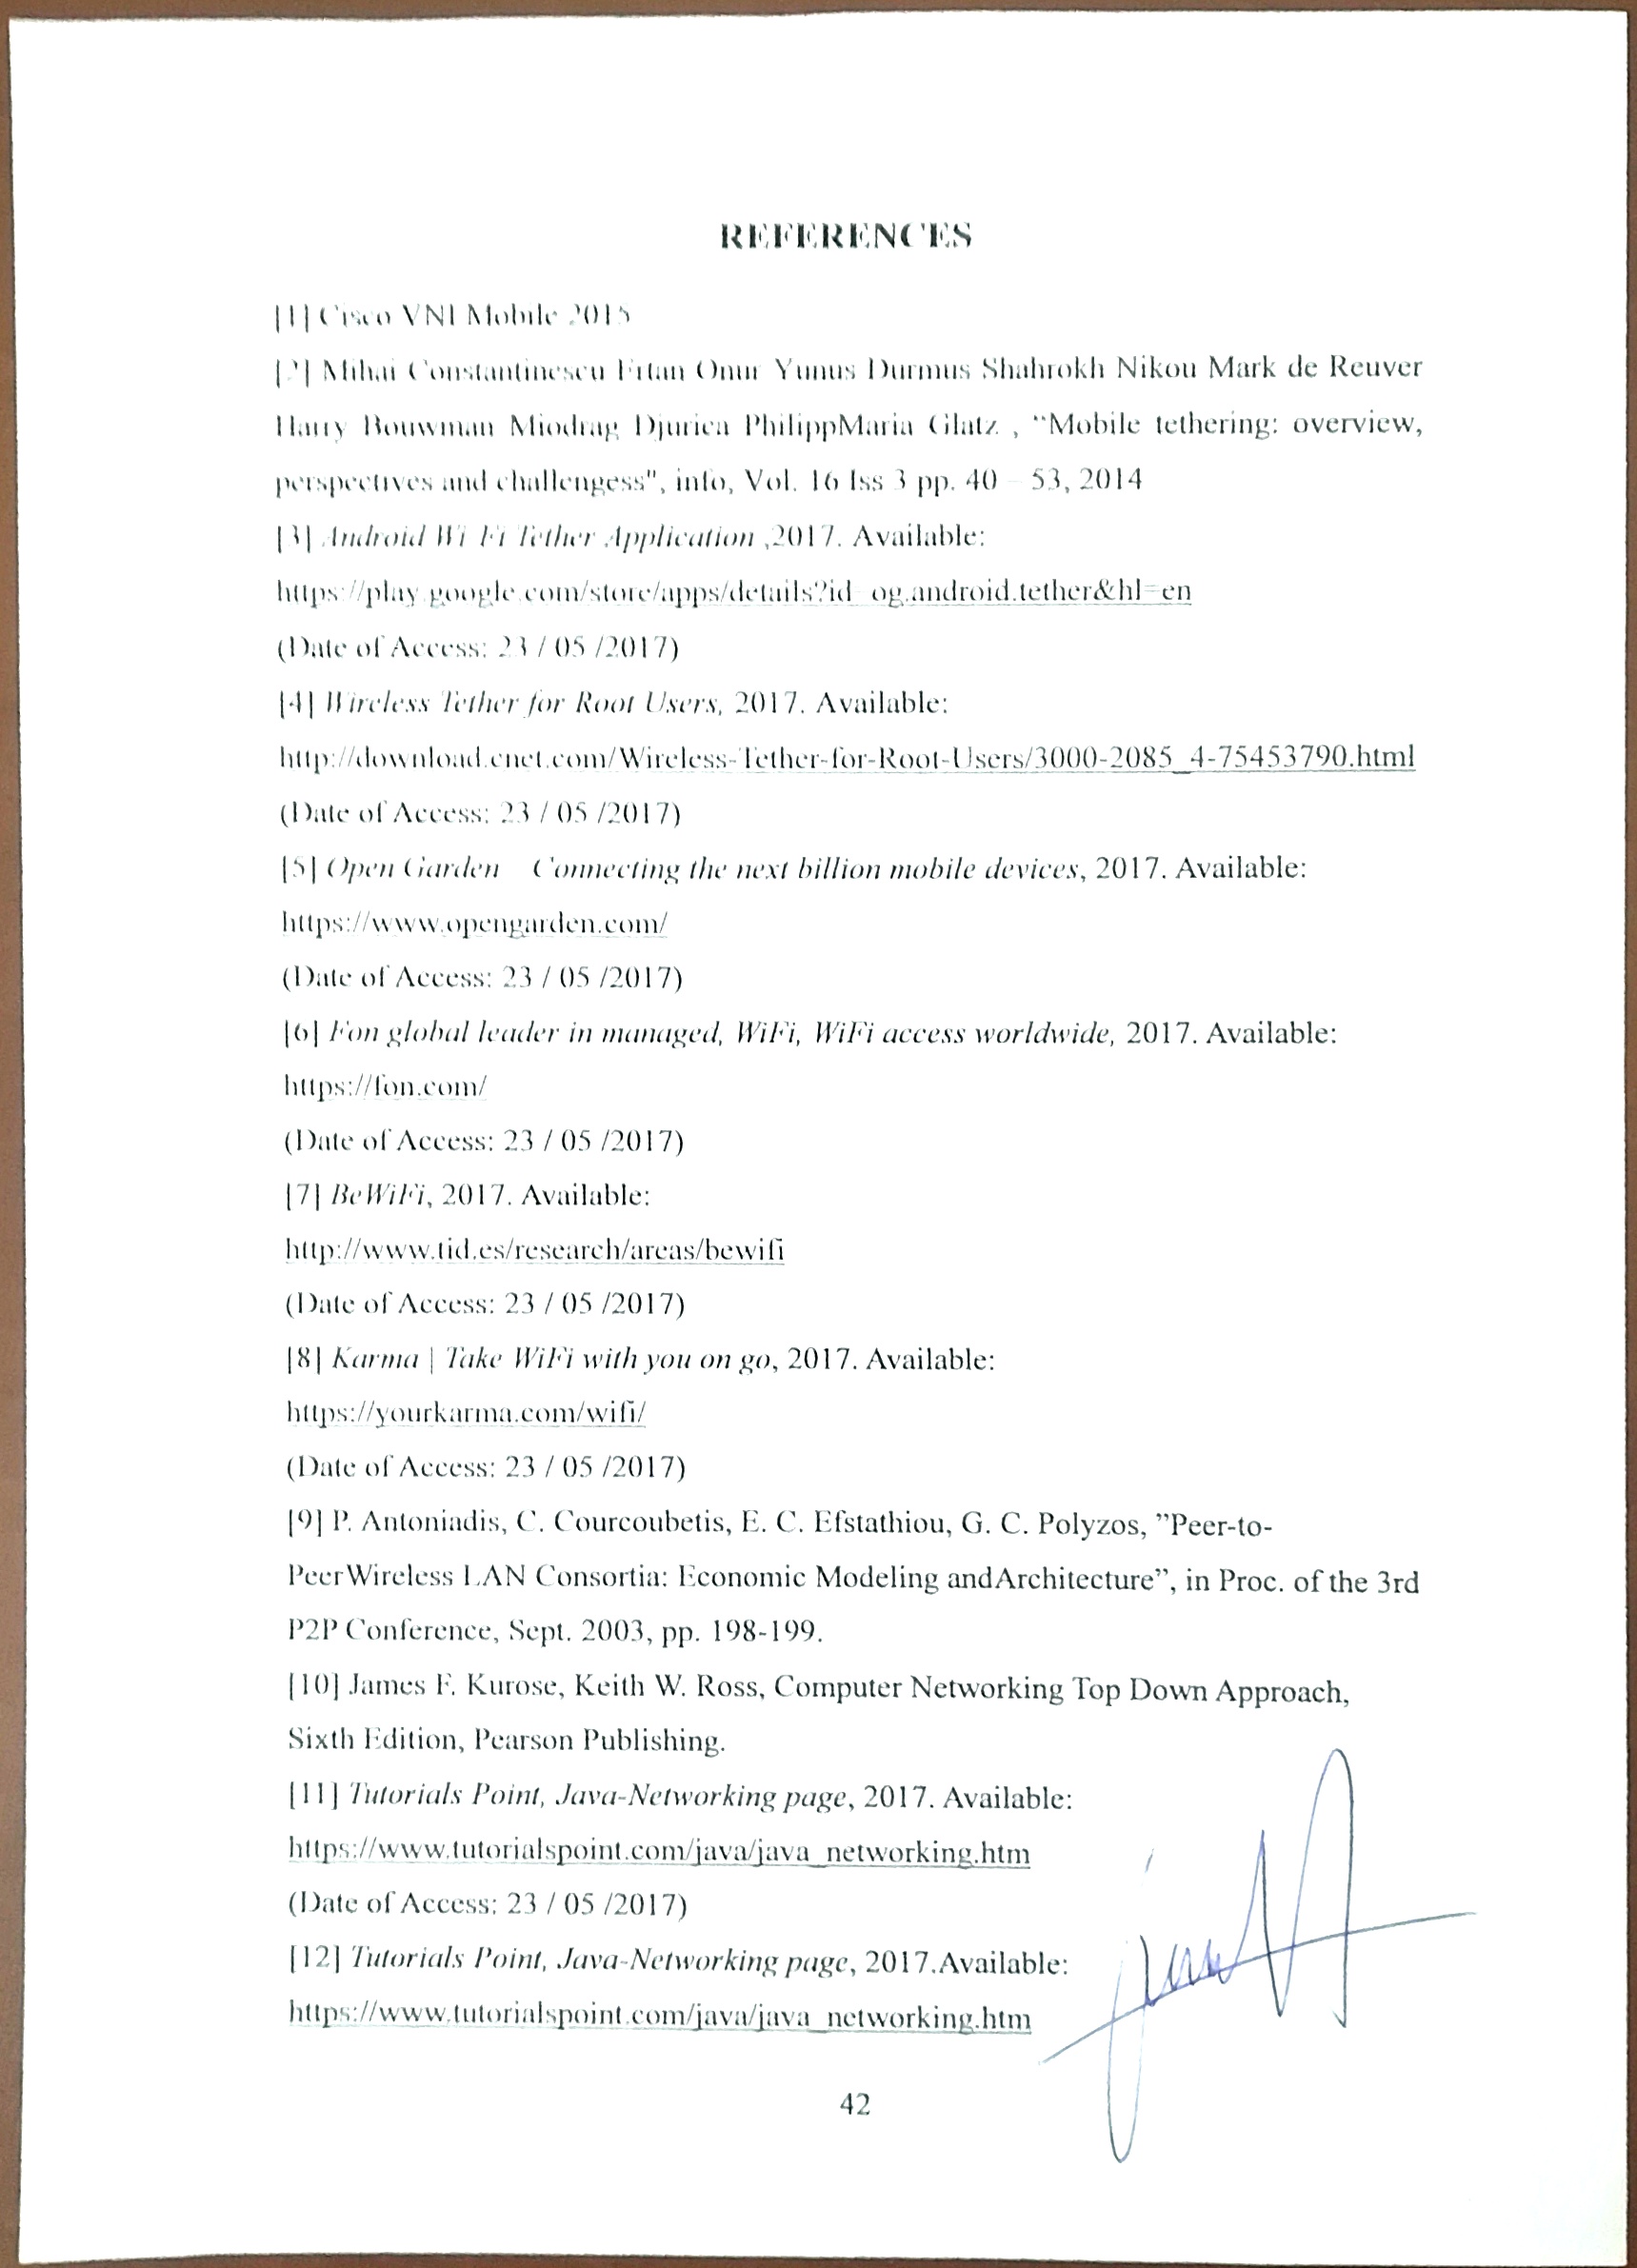 REFERENCES
[1] Cisco VNI Mobile 2015
[2] Mihai Constantinescu Ertan Onur Yunus Durmus Shahrokh Nikou Mark de Reuver
Harry Bouwman Miodrag Djurica PhilippMaria Glatz , “Mobile tethering: overview,
perspectives and challengess", info, Vol. 16 Iss 3 pp. 40 – 53, 2014
[3] Android Wi Fi Tether Application ,2017. Available:
https://play.google.com/store/apps/details?id=og.android.tether&hl=en
(Date of Access: 23 / 05 /2017)
[4] Wireless Tether for Root Users, 2017. Available:
http://download.cnet.com/Wireless-Tether-for-Root-Users/3000-2085_4-75453790.html
(Date of Access: 23 / 05 /2017)
[5] Open Garden – Connecting the next billion mobile devices, 2017. Available:
https://www.opengarden.com/
(Date of Access: 23 / 05 /2017)
[6] Fon global leader in managed, WiFi, WiFi access worldwide, 2017. Available:
https://fon.com/
(Date of Access: 23 / 05 /2017)
[7] BeWiFi, 2017. Available:
http://www.tid.es/research/areas/bewifi
(Date of Access: 23 / 05 /2017)
[8] Karma | Take WiFi with you on go, 2017. Available:
https://yourkarma.com/wifi/
(Date of Access: 23 / 05 /2017)
[9] P. Antoniadis, C. Courcoubetis, E. C. Efstathiou, G. C. Polyzos, ”Peer-to-
PeerWireless LAN Consortia: Economic Modeling andArchitecture”, in Proc. of the 3rd
P2P Conference, Sept. 2003, pp. 198-199.
[10] James F. Kurose, Keith W. Ross, Computer Networking Top Down Approach,
Sixth Edition, Pearson Publishing.
[11] Tutorials Point, Java-Networking page, 2017. Available:
https://www.tutorialspoint.com/java/java_networking.htm
(Date of Access: 23 / 05 /2017)
[12] Tutorials Point, Java-Networking page, 2017.Available:
https://www.tutorialspoint.com/java/java_networking.htm
42